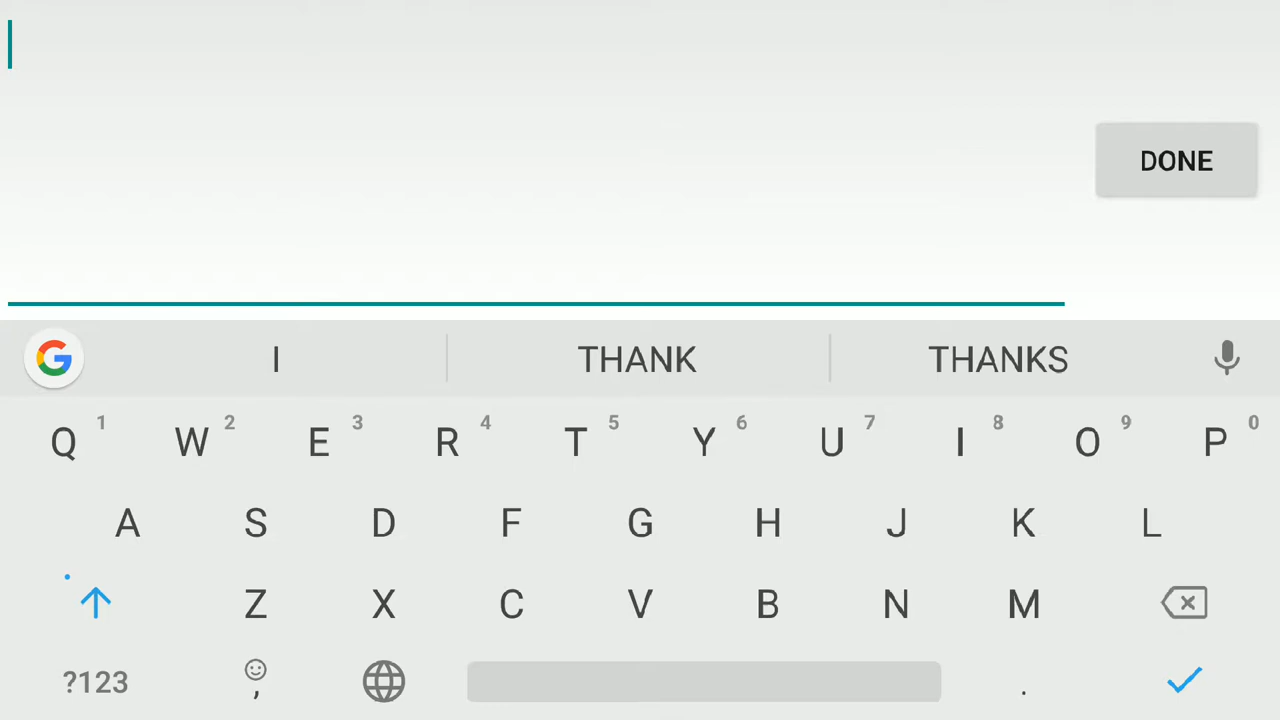 DONE
I THANK THANKS
Q 1 W 2 E 3 R 4 T 5 Y 6 U 7 I 8 O 9 P 0
A S D F G H J K L
Z X C V B N M
?123 , .